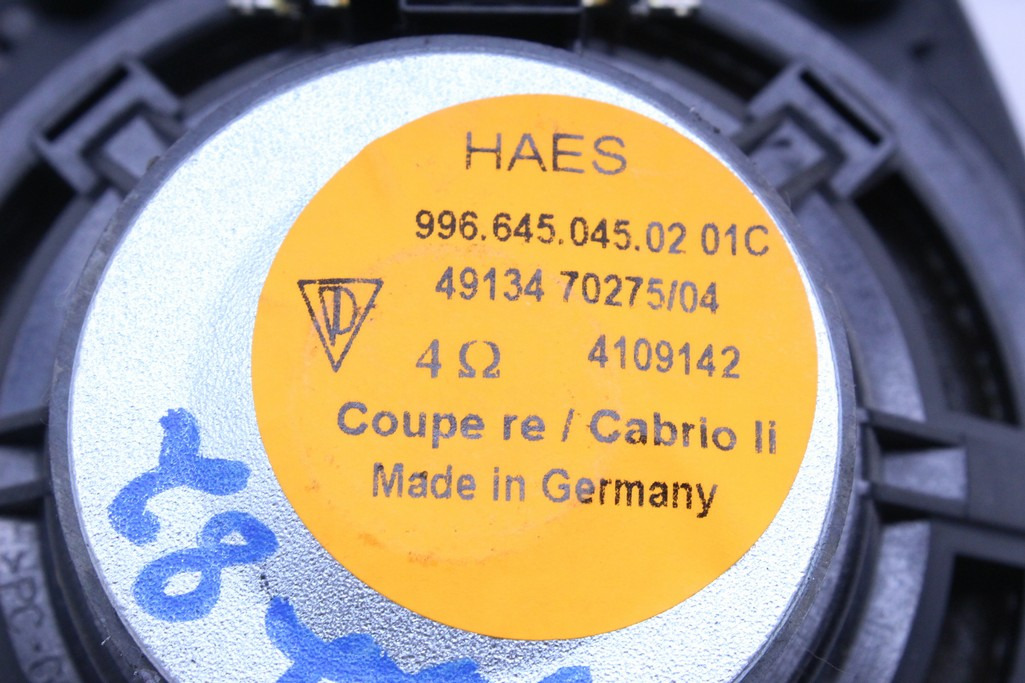 HAES
996.645.045.02 01C
49134 70275/04
4 Ω 4109142
Coupe re / Cabrio li
Made in Germany